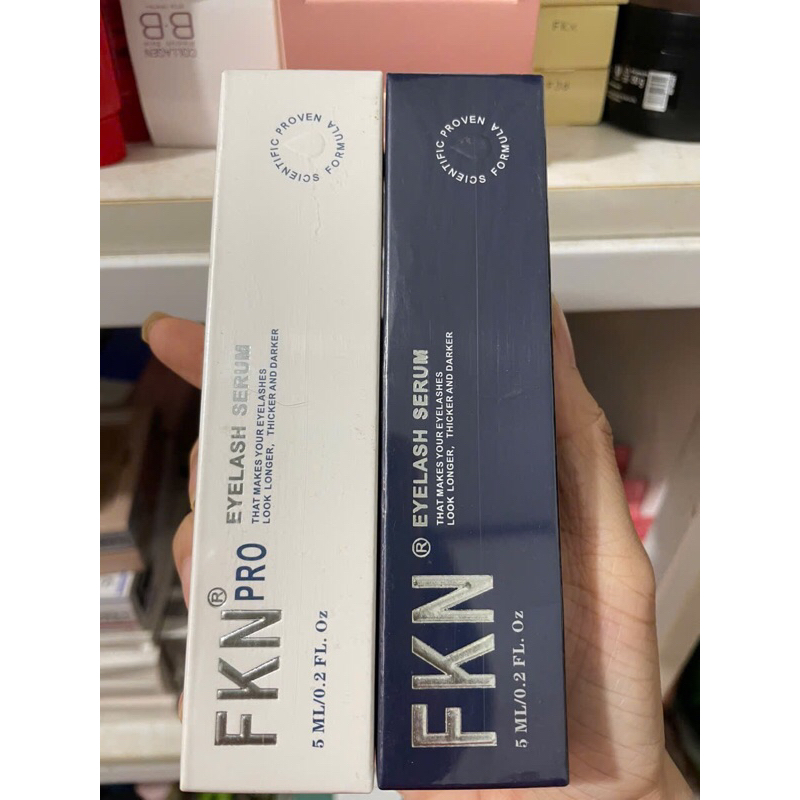 COLLAGEN
B·B
FKN
SCIENTIFIC PROVEN FORMULA
FKN® PRO EYELASH SERUM
THAT MAKES YOUR EYELASHES
LOOK LONGER, THICKER AND DARKER
5 ML/0.2 FL. Oz
SCIENTIFIC PROVEN FORMULA
FKN® EYELASH SERUM
THAT MAKES YOUR EYELASHES
LOOK LONGER, THICKER AND DARKER
5 ML/0.2 FL. Oz